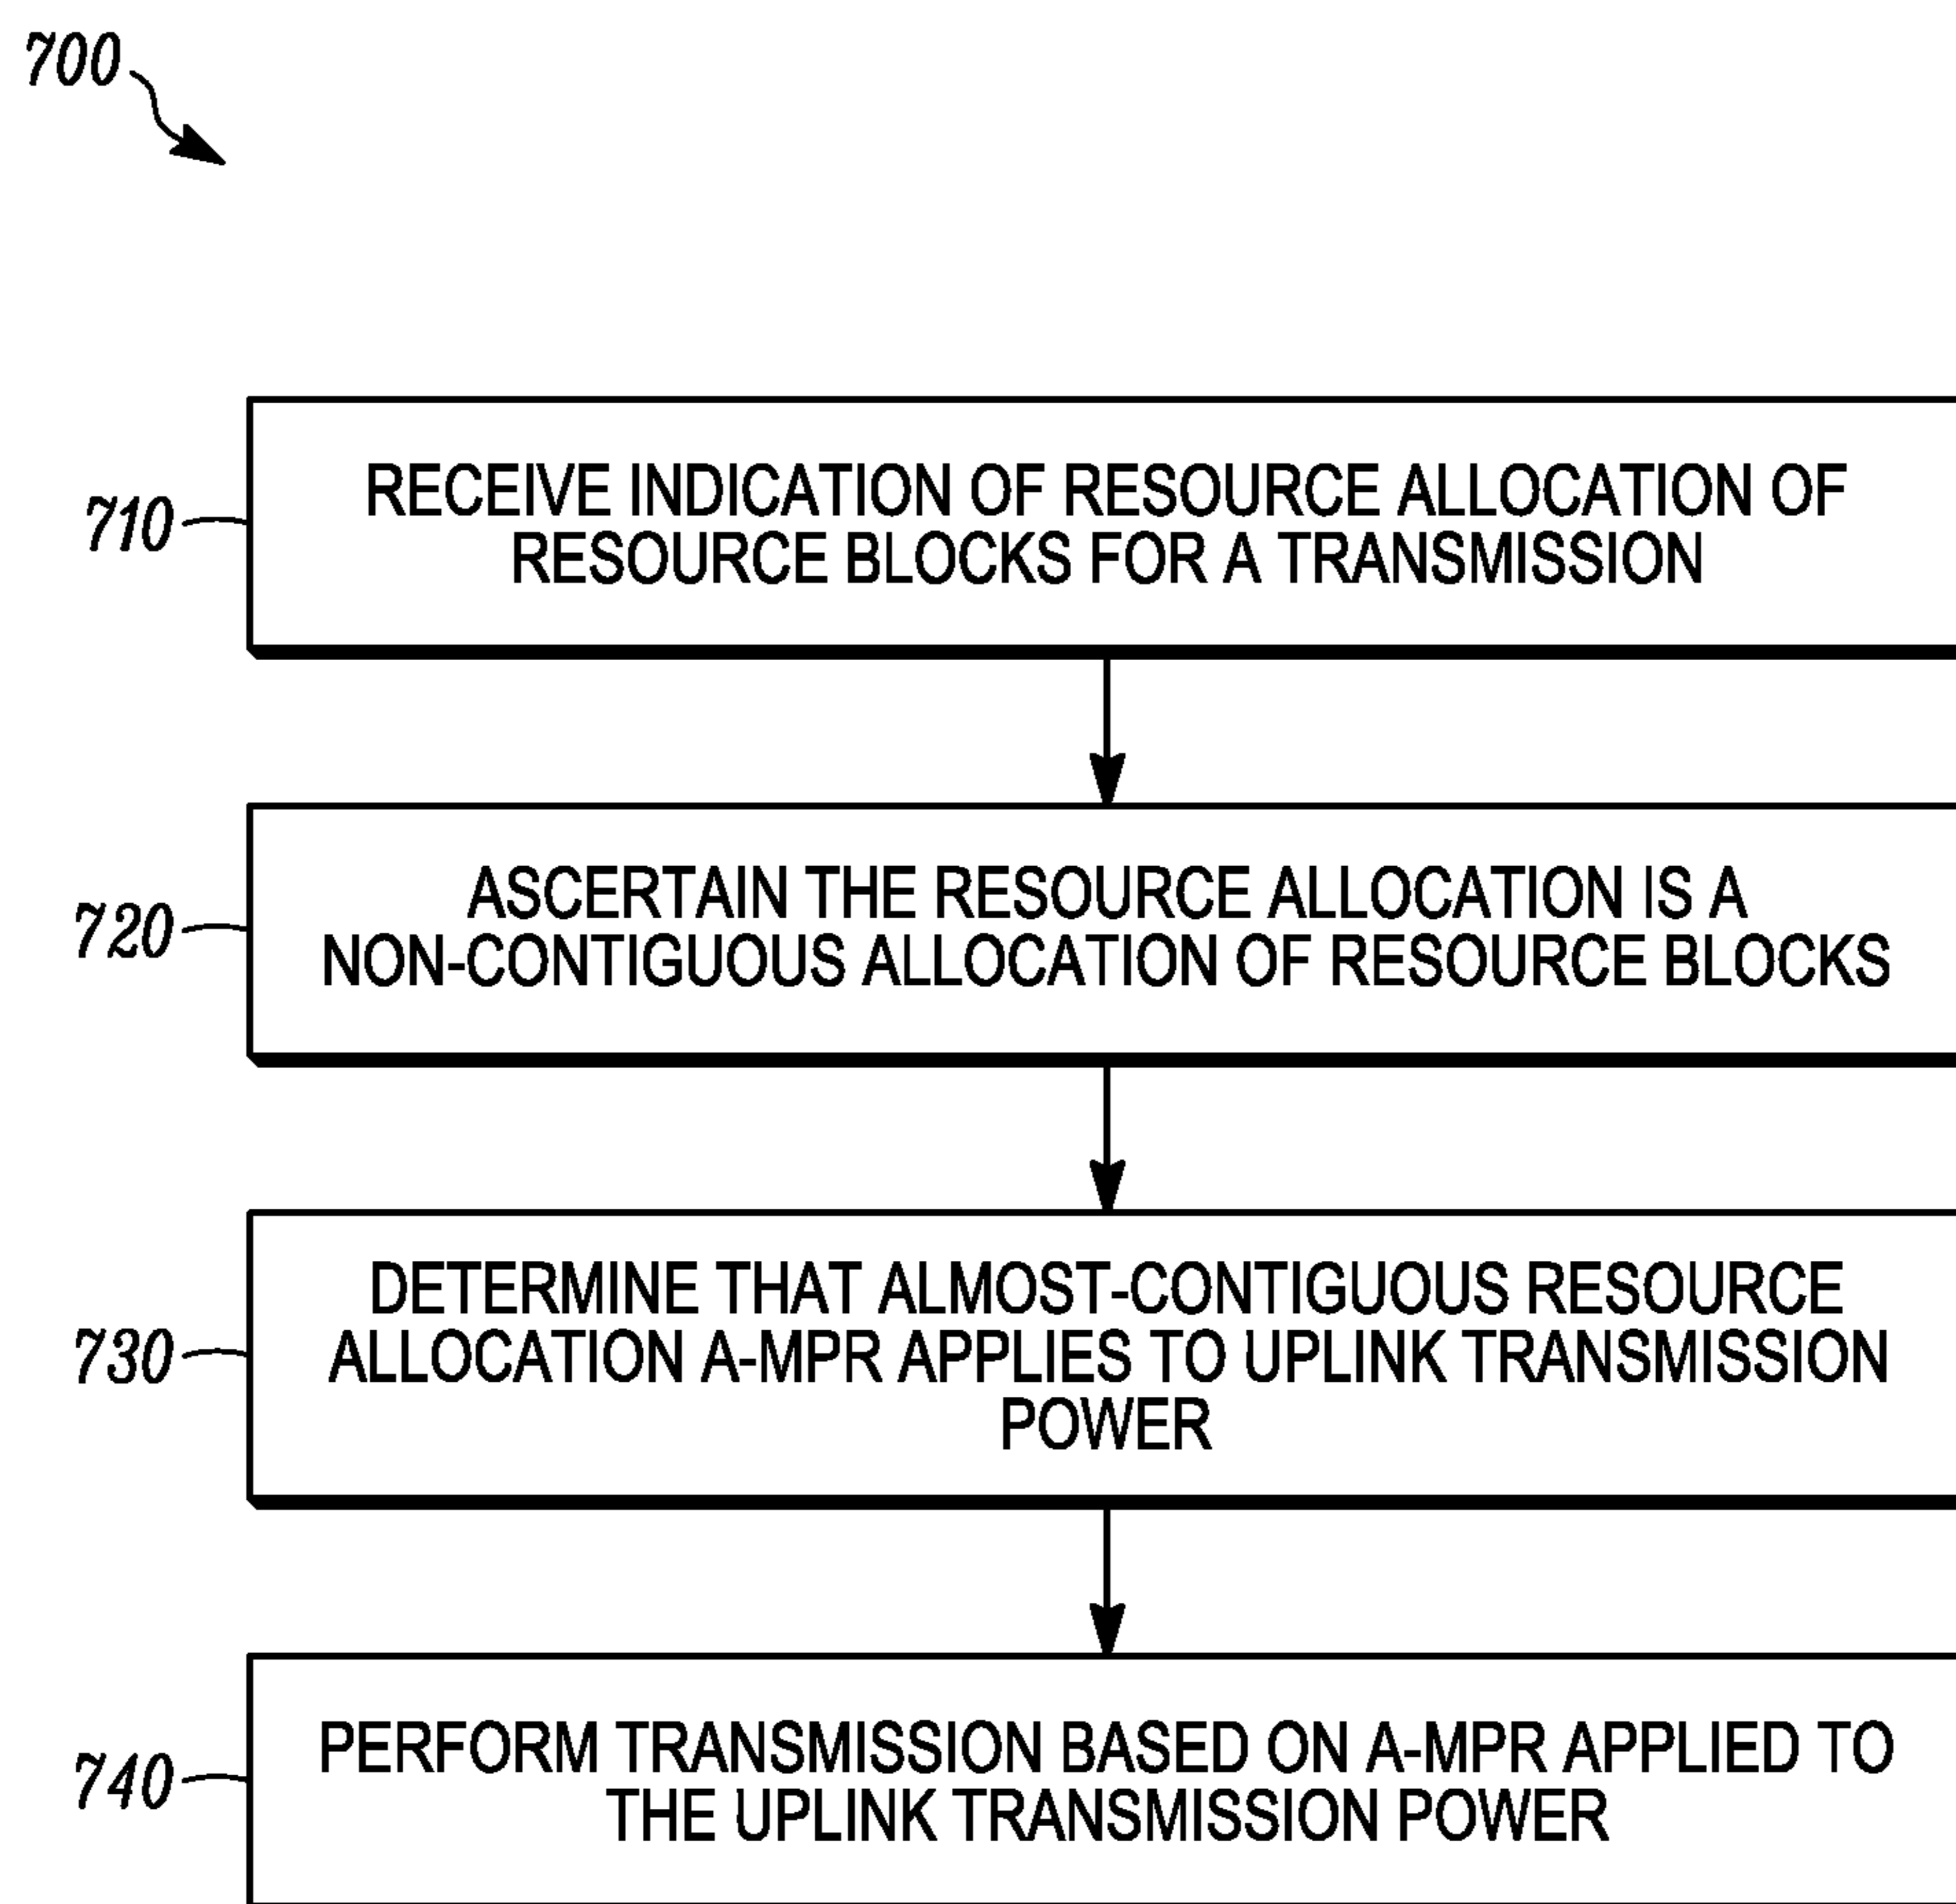 700
710
RECEIVE INDICATION OF RESOURCE ALLOCATION OF
RESOURCE BLOCKS FOR A TRANSMISSION
720
ASCERTAIN THE RESOURCE ALLOCATION IS A
NON-CONTIGUOUS ALLOCATION OF RESOURCE BLOCKS
730
DETERMINE THAT ALMOST-CONTIGUOUS RESOURCE
ALLOCATION A-MPR APPLIES TO UPLINK TRANSMISSION
POWER
740
PERFORM TRANSMISSION BASED ON A-MPR APPLIED TO
THE UPLINK TRANSMISSION POWER